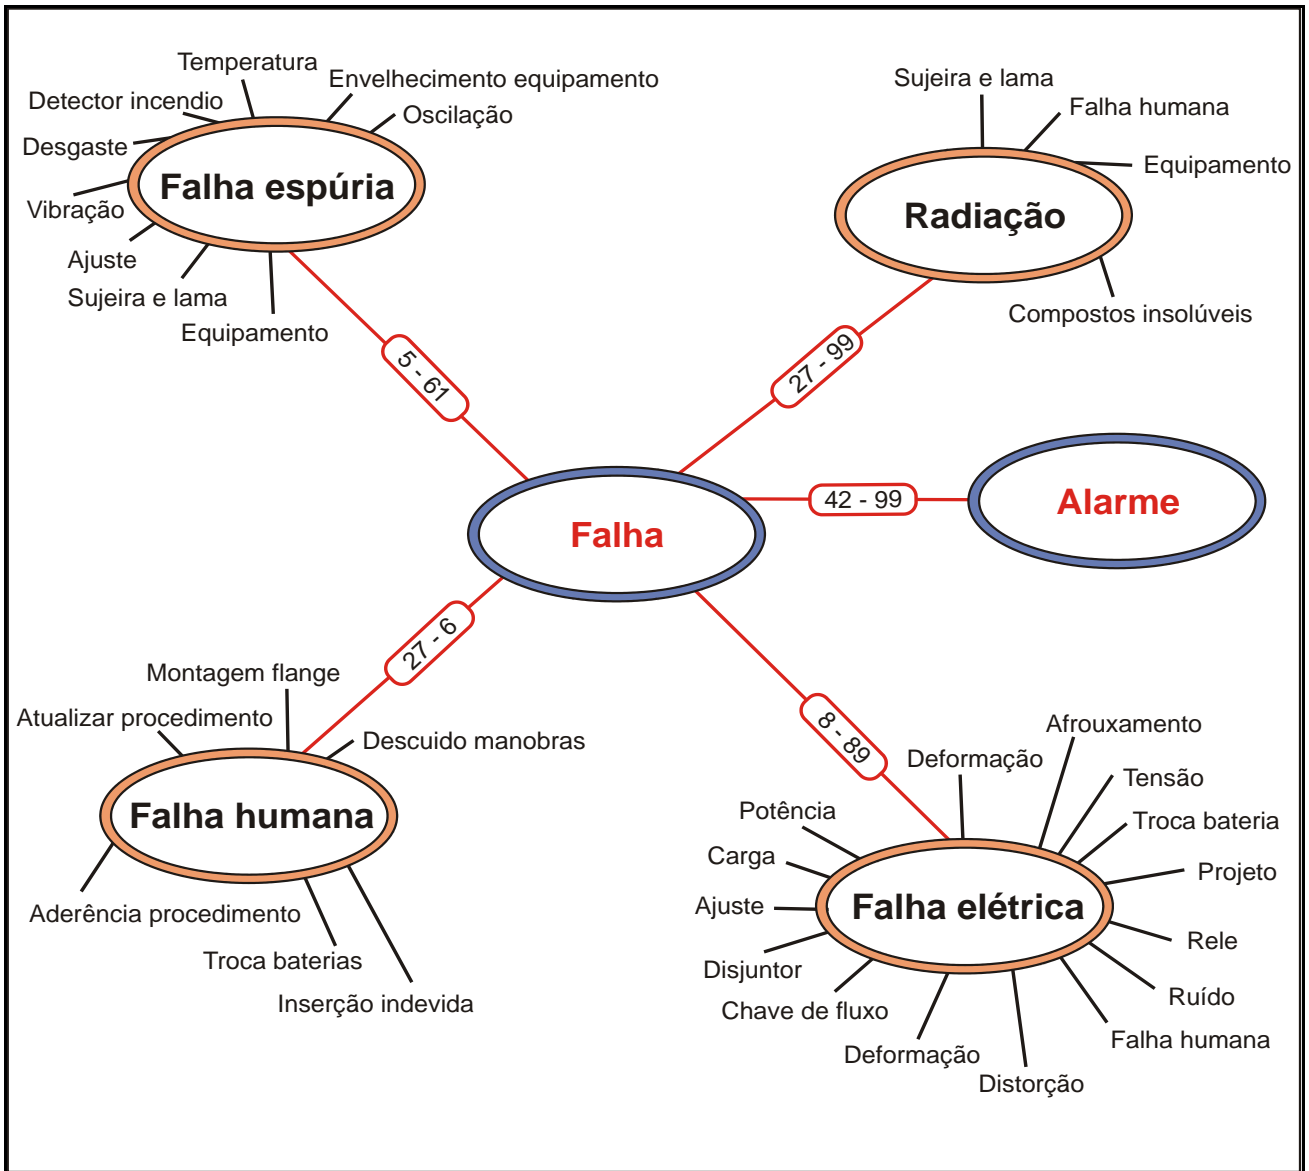 Temperatura
Envelhecimento equipamento
Detector incendio
Oscilação
Desgaste
Falha espúria
Vibração
Ajuste
Sujeira e lama
Equipamento
Sujeira e lama
Falha humana
Equipamento
Radiação
Compostos insolúveis
5 - 61
27 - 99
42 - 99
Alarme
Falha
27 - 6
8 - 89
Montagem flange
Atualizar procedimento
Descuido manobras
Falha humana
Aderência procedimento
Troca baterias
Inserção indevida
Afrouxamento
Deformação
Tensão
Potência
Troca bateria
Carga
Projeto
Ajuste
Falha elétrica
Rele
Disjuntor
Ruído
Chave de fluxo
Falha humana
Deformação
Distorção